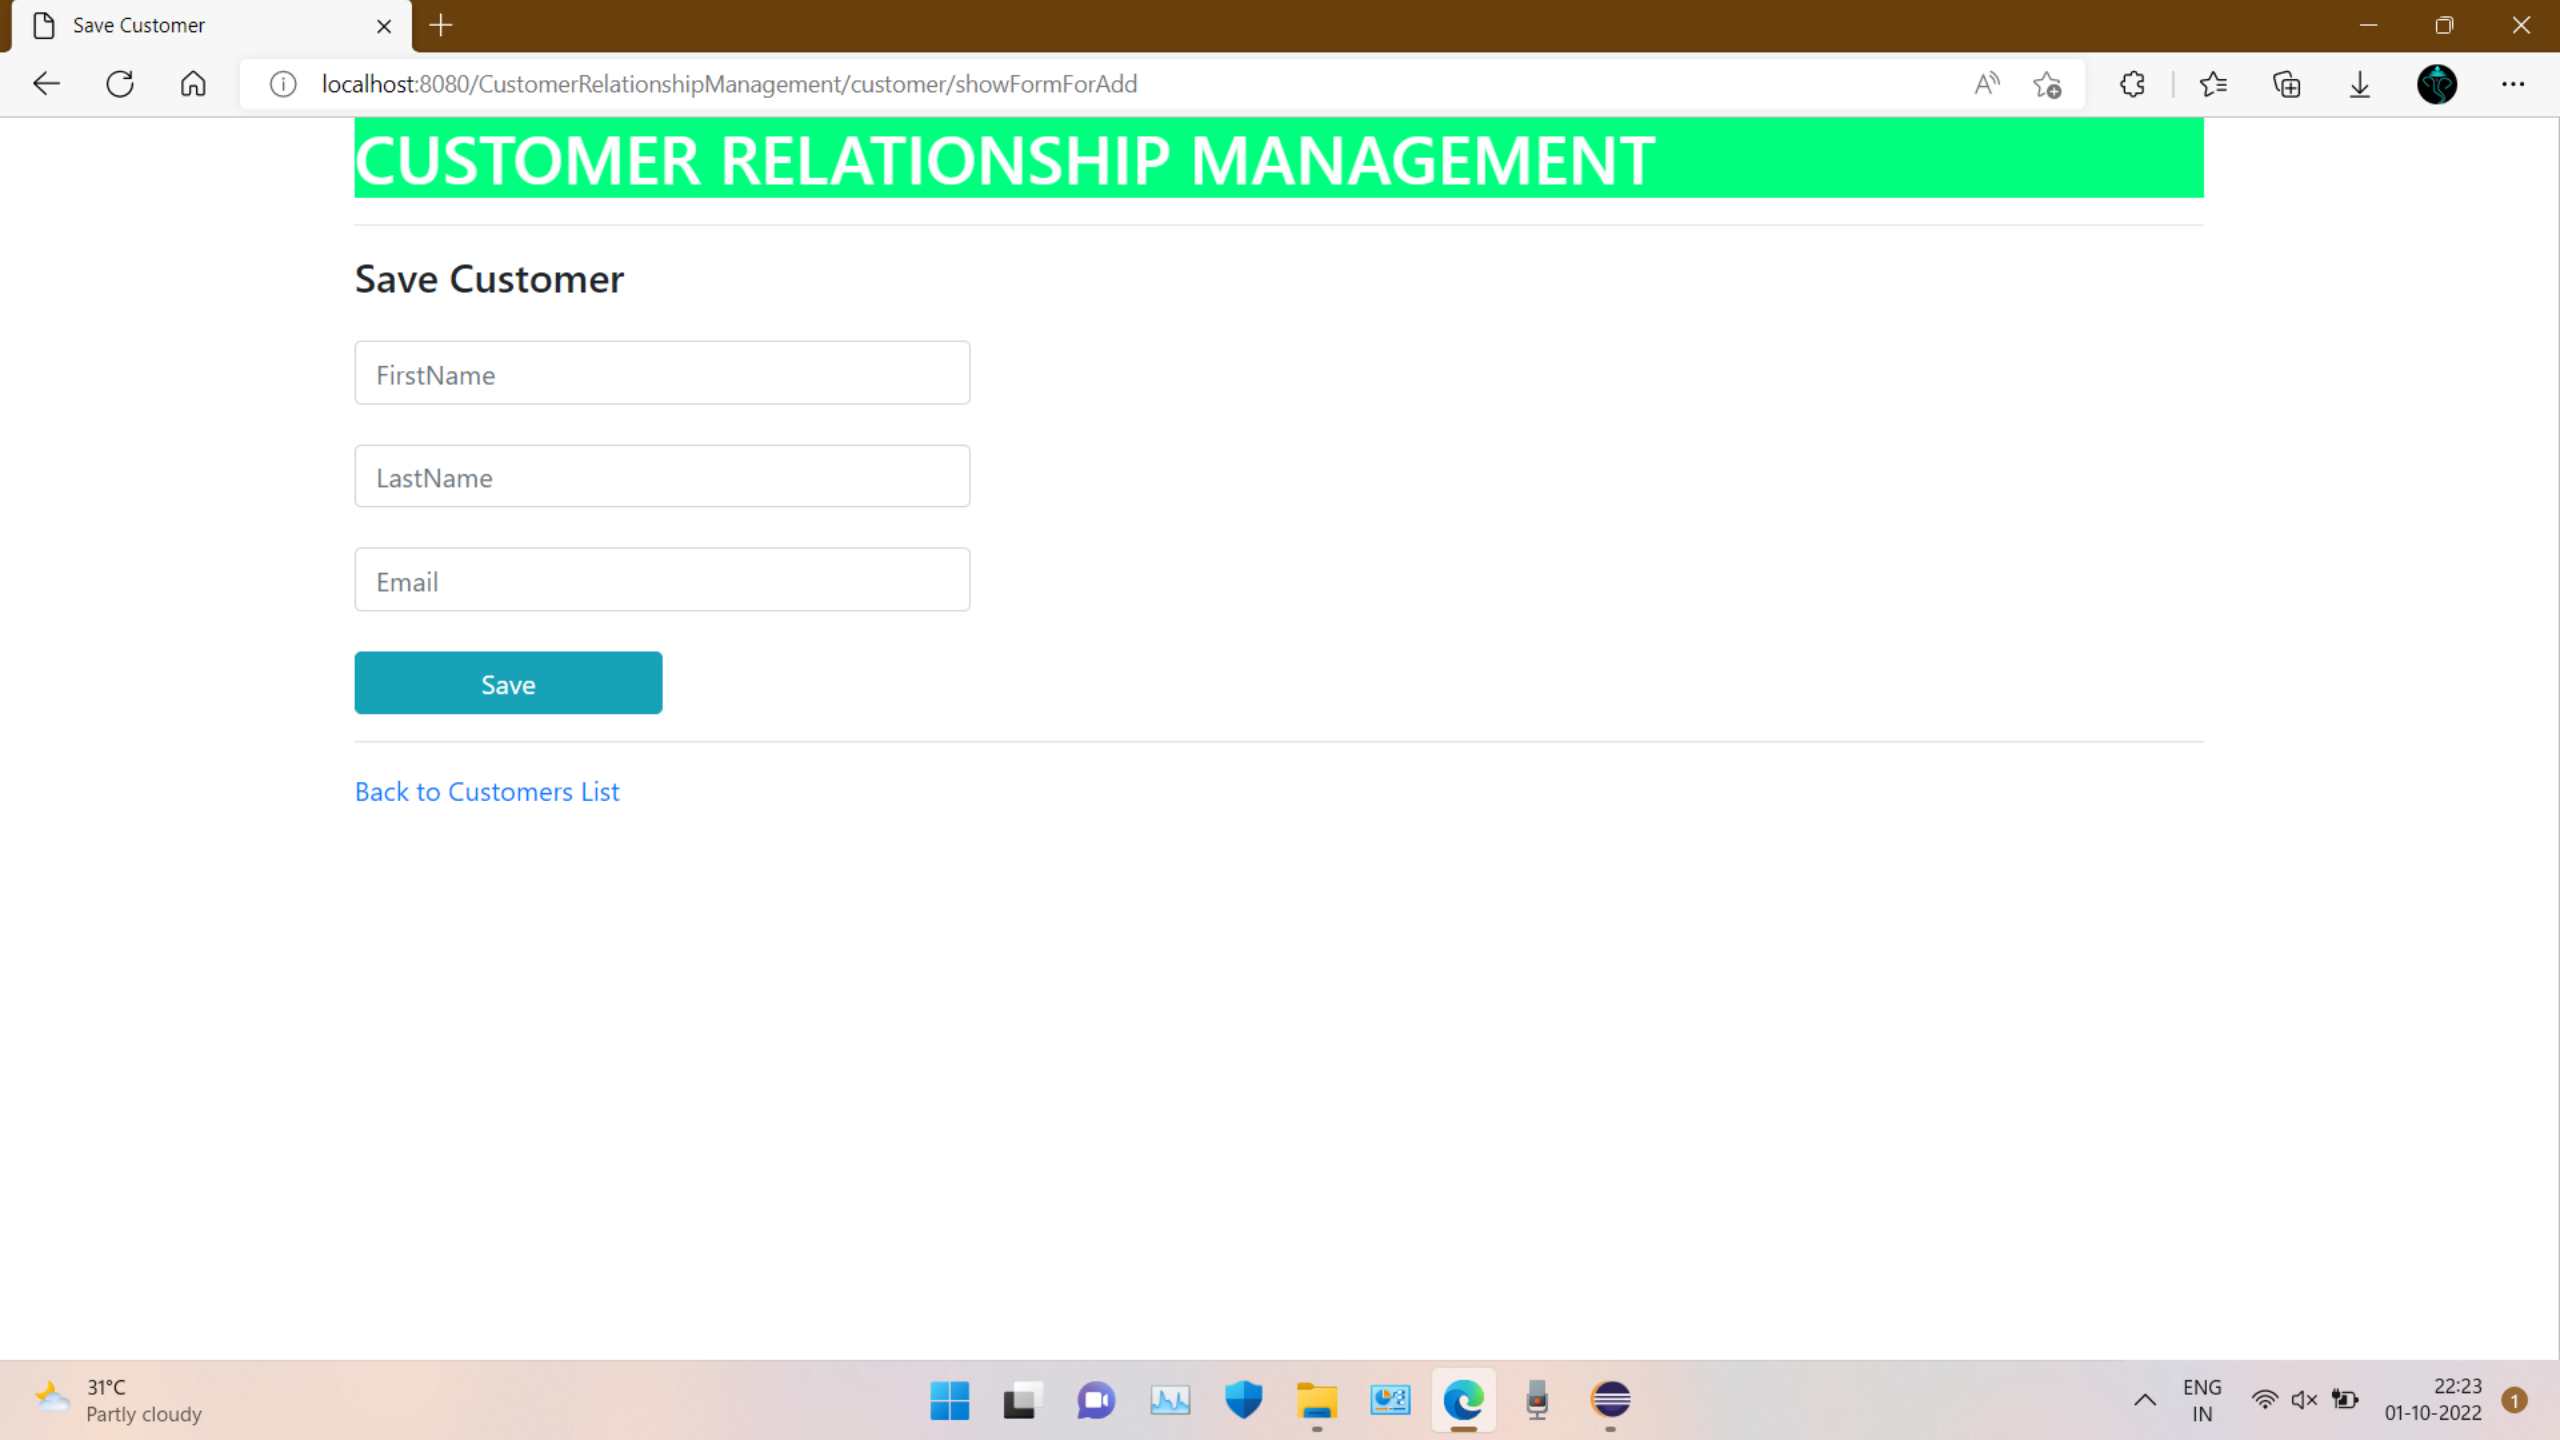 Save Customer
localhost:8080/CustomerRelationshipManagement/customer/showFormForAdd
CUSTOMER RELATIONSHIP MANAGEMENT
Save Customer
FirstName
LastName
Email
Save
Back to Customers List
31°C
Partly cloudy
ENG
IN
22:23
01-10-2022
1